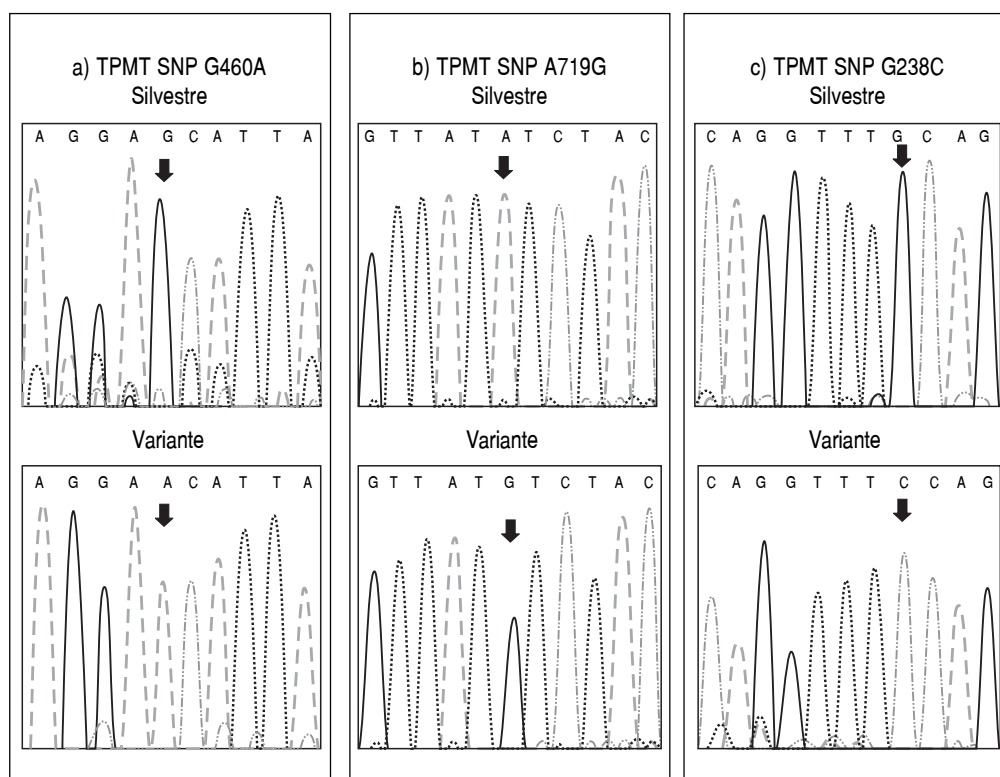 a) TPMT SNP G460A
Silvestre
A G G A G C A T T A
Variante
A G G A A C A T T A
b) TPMT SNP A719G
Silvestre
G T T A T A T C T A C
Variante
G T T A T G T C T A C
c) TPMT SNP G238C
Silvestre
C A G G T T T G C A G
Variante
C A G G T T T C C A G